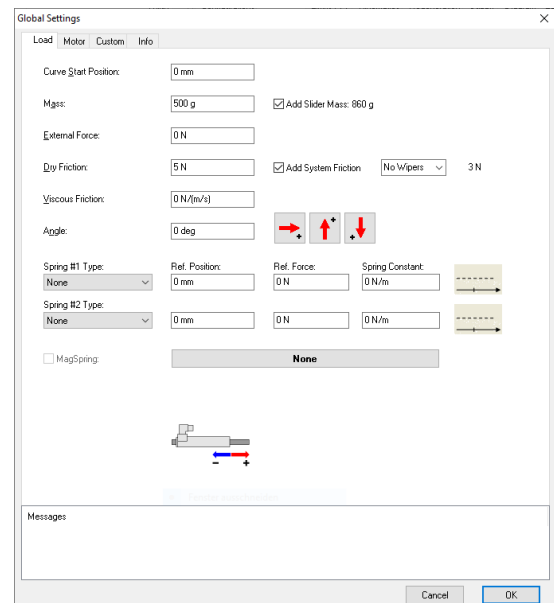 Global Settings
Load Motor Custom Info
Curve Start Position: 0 mm
Mass: 500 g Add Slider Mass: 860 g
External Force: 0 N
Dry Friction: 5 N Add System Friction No Wipers 3 N
Viscous Friction: 0 N/(m/s)
Angle: 0 deg + + +
Spring #1 Type: Ref. Position: Ref. Force: Spring Constant:
None 0 mm 0 N 0 N/m
Spring #2 Type:
None 0 mm 0 N 0 N/m
MagSpring: None
- +
Messages
Cancel OK